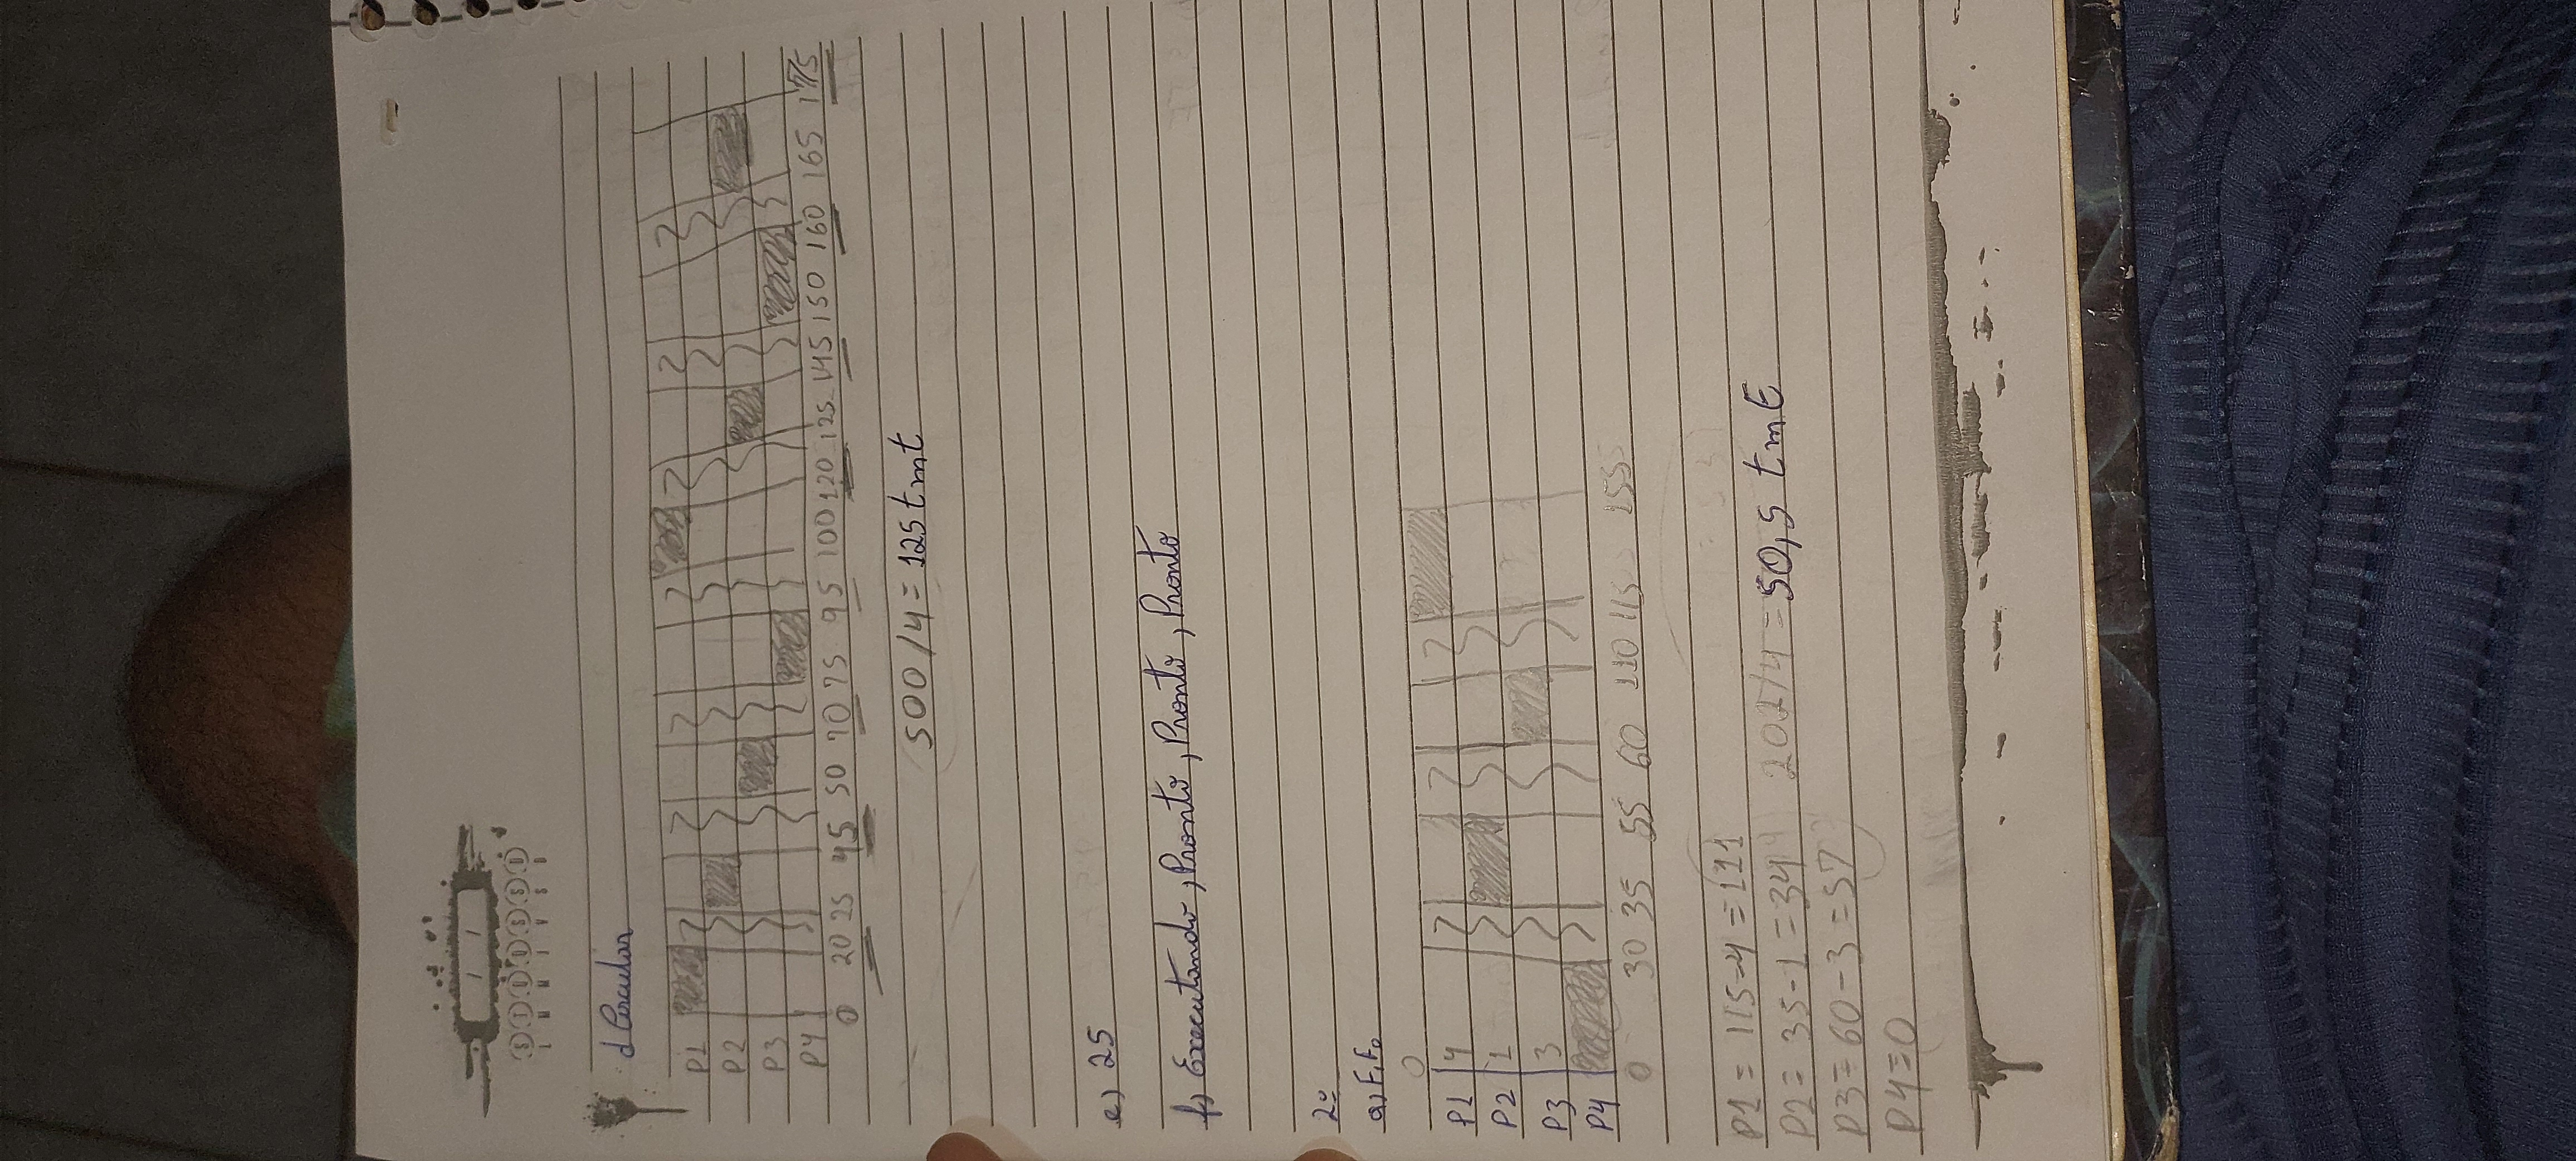 S T Q Q S S D
L M M J V S D
d Circular
P1
P2
P3
P4
0 20 25 45 50 70 75 95 100 120 125 145 150 160 165 175
500/4 = 125 tmt
e) 25
f) Executando, Pronto, Pronto, Pronto
2º
a) F.F.
0
P1 4
P2 1
P3 3
P4
0 30 35 55 60 110 115 155
P1 = 115-4 = 111
P2 = 35-1 = 34 202/4 = 50,5 tmE
P3 = 60-3 = 57
P4 = 0